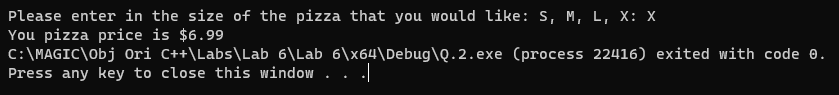 Please enter in the size of the pizza that you would like: S, M, L, X: X
You pizza price is $6.99
C:\MAGIC\Obj Ori C++\Labs\Lab 6\Lab 6\x64\Debug\Q.2.exe (process 22416) exited with code 0.
Press any key to close this window . . .